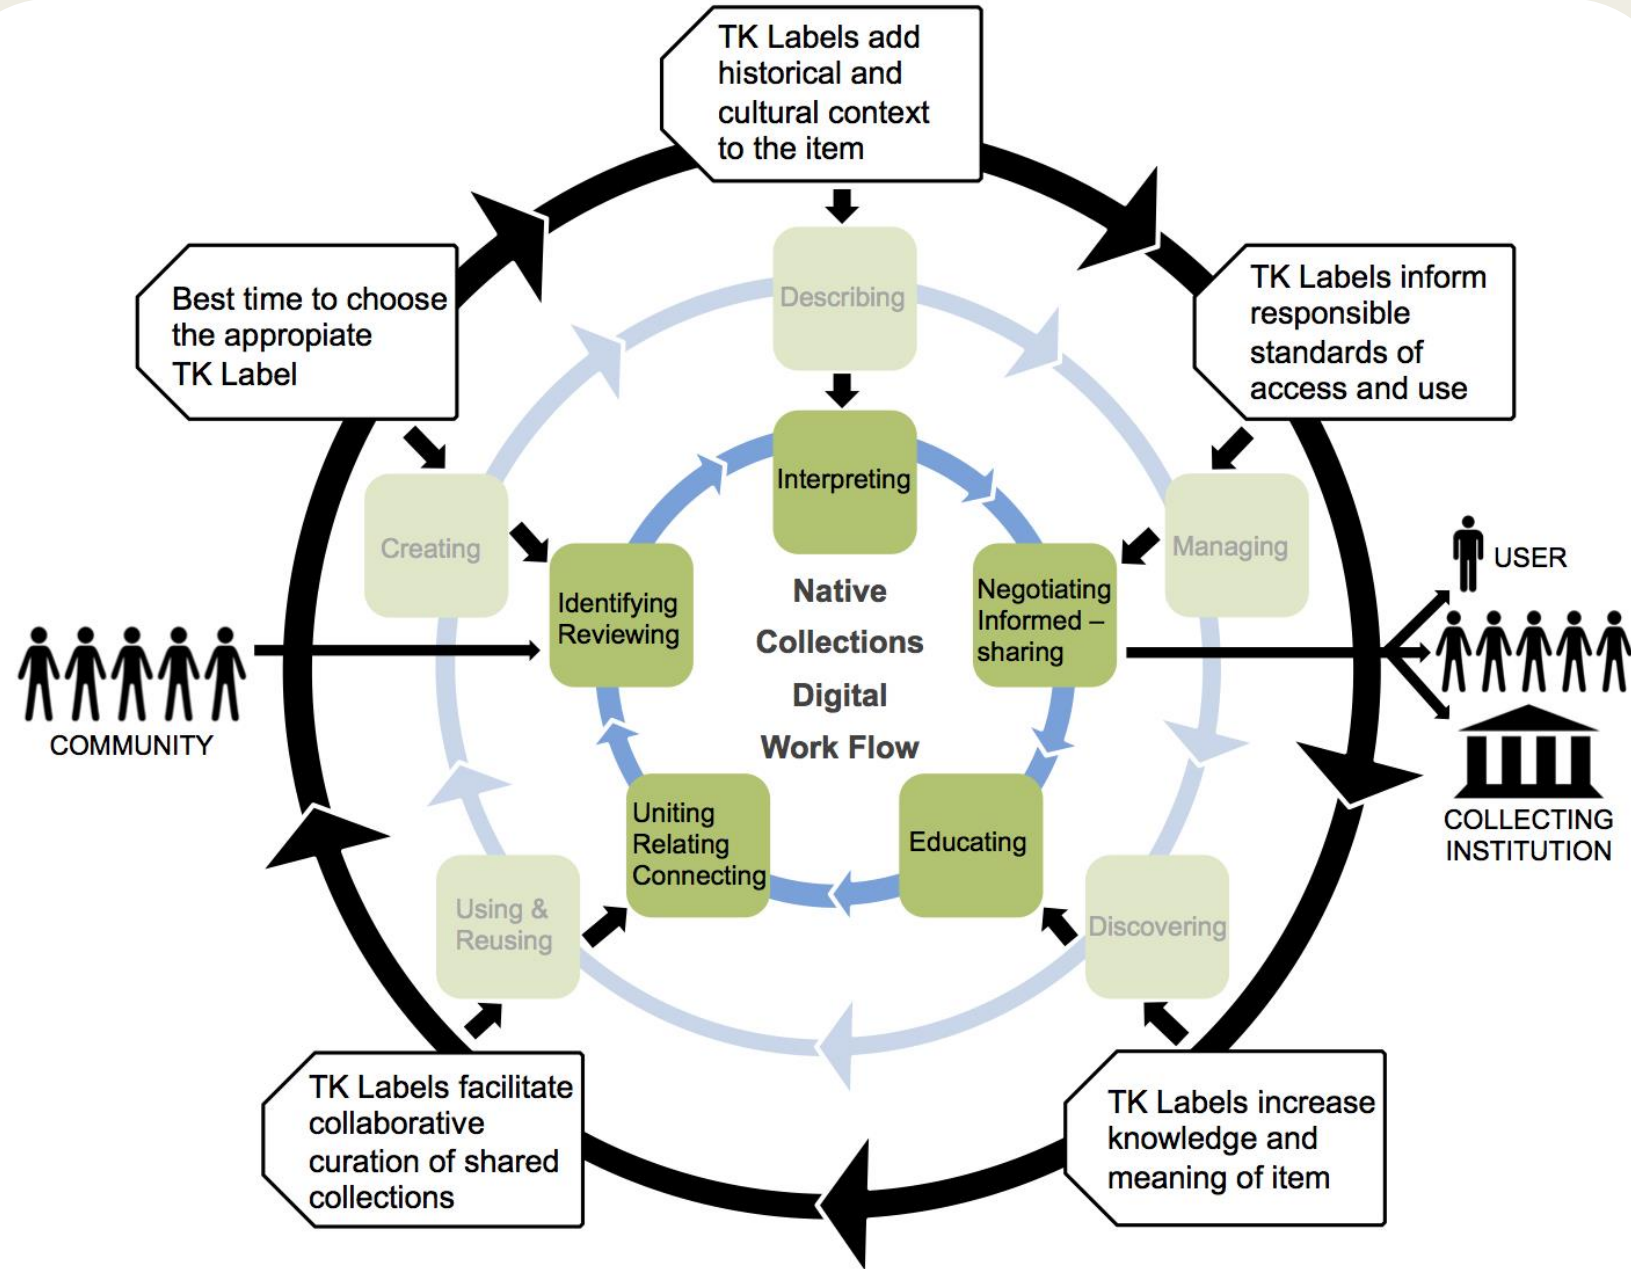 TK Labels add
historical and
cultural context
to the item
Best time to choose
the appropiate
TK Label
TK Labels inform
responsible
standards of
access and use
Describing
Interpreting
Creating
Managing
Identifying
Reviewing
Negotiating
Informed –
sharing
Native
Collections
Digital
Work Flow
USER
COMMUNITY
COLLECTING
INSTITUTION
Uniting
Relating
Connecting
Educating
Using &
Reusing
Discovering
TK Labels facilitate
collaborative
curation of shared
collections
TK Labels increase
knowledge and
meaning of item